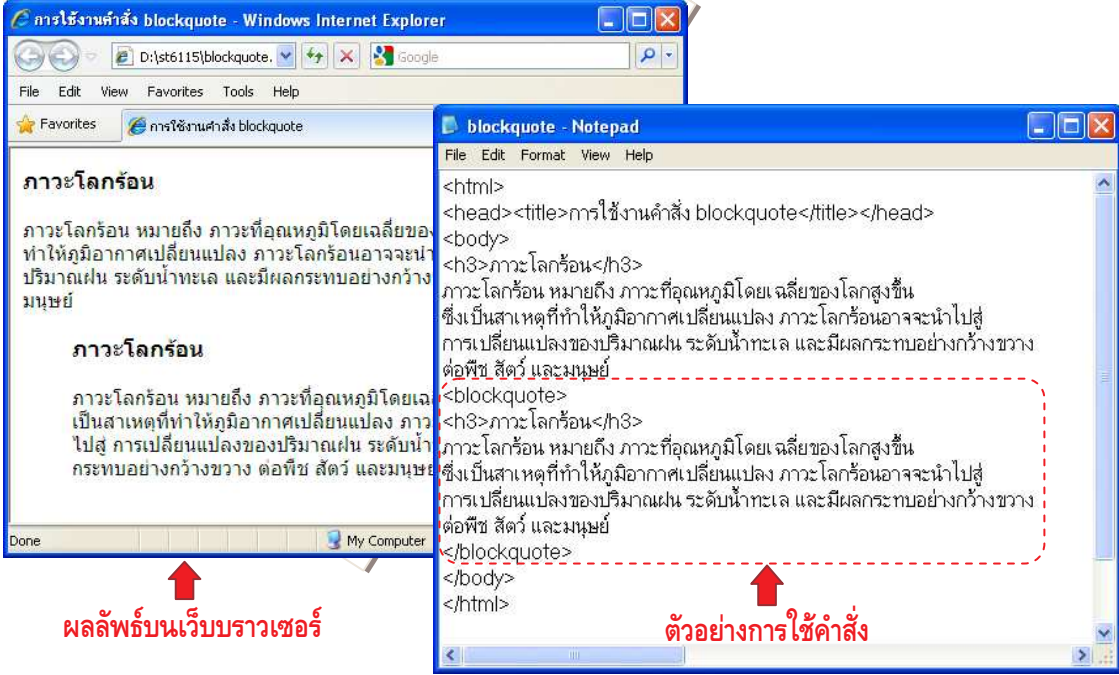 การใช้งานคำสั่ง blockquote - Windows Internet Explorer
D:\st6115\blockquote.
Google
File Edit View Favorites Tools Help
Favorites
การใช้งานคำสั่ง blockquote
ภาวะโลกร้อน
ภาวะโลกร้อน หมายถึง ภาวะที่อุณหภูมิโดยเฉลี่ยของ
ทำให้ภูมิอากาศเปลี่ยนแปลง ภาวะโลกร้อนอาจจะนำ
ปริมาณฝน ระดับน้ำทะเล และมีผลกระทบอย่างกว้าง
มนุษย์
ภาวะโลกร้อน
ภาวะโลกร้อน หมายถึง ภาวะที่อุณหภูมิโดยเฉ
เป็นสาเหตุที่ทำให้ภูมิอากาศเปลี่ยนแปลง ภาว
ไปสู่ การเปลี่ยนแปลงของปริมาณฝน ระดับน้ำ
กระทบอย่างกว้างขวาง ต่อพืช สัตว์ และมนุษย์
Done
My Computer
ผลลัพธ์บนเว็บบราวเซอร์
blockquote - Notepad
File Edit Format View Help
<html>
<head><title>การใช้งานคำสั่ง blockquote</title></head>
<body>
<h3>ภาวะโลกร้อน</h3>
ภาวะโลกร้อน หมายถึง ภาวะที่อุณหภูมิโดยเฉลี่ยของโลกสูงขึ้น
ซึ่งเป็นสาเหตุที่ทำให้ภูมิอากาศเปลี่ยนแปลง ภาวะโลกร้อนอาจจะนำไปสู่
การเปลี่ยนแปลงของปริมาณฝน ระดับน้ำทะเล และมีผลกระทบอย่างกว้างขวาง
ต่อพืช สัตว์ และมนุษย์
<blockquote>
<h3>ภาวะโลกร้อน</h3>
ภาวะโลกร้อน หมายถึง ภาวะที่อุณหภูมิโดยเฉลี่ยของโลกสูงขึ้น
ซึ่งเป็นสาเหตุที่ทำให้ภูมิอากาศเปลี่ยนแปลง ภาวะโลกร้อนอาจจะนำไปสู่
การเปลี่ยนแปลงของปริมาณฝน ระดับน้ำทะเล และมีผลกระทบอย่างกว้างขวาง
ต่อพืช สัตว์ และมนุษย์
</blockquote>
</body>
</html>
ตัวอย่างการใช้คำสั่ง